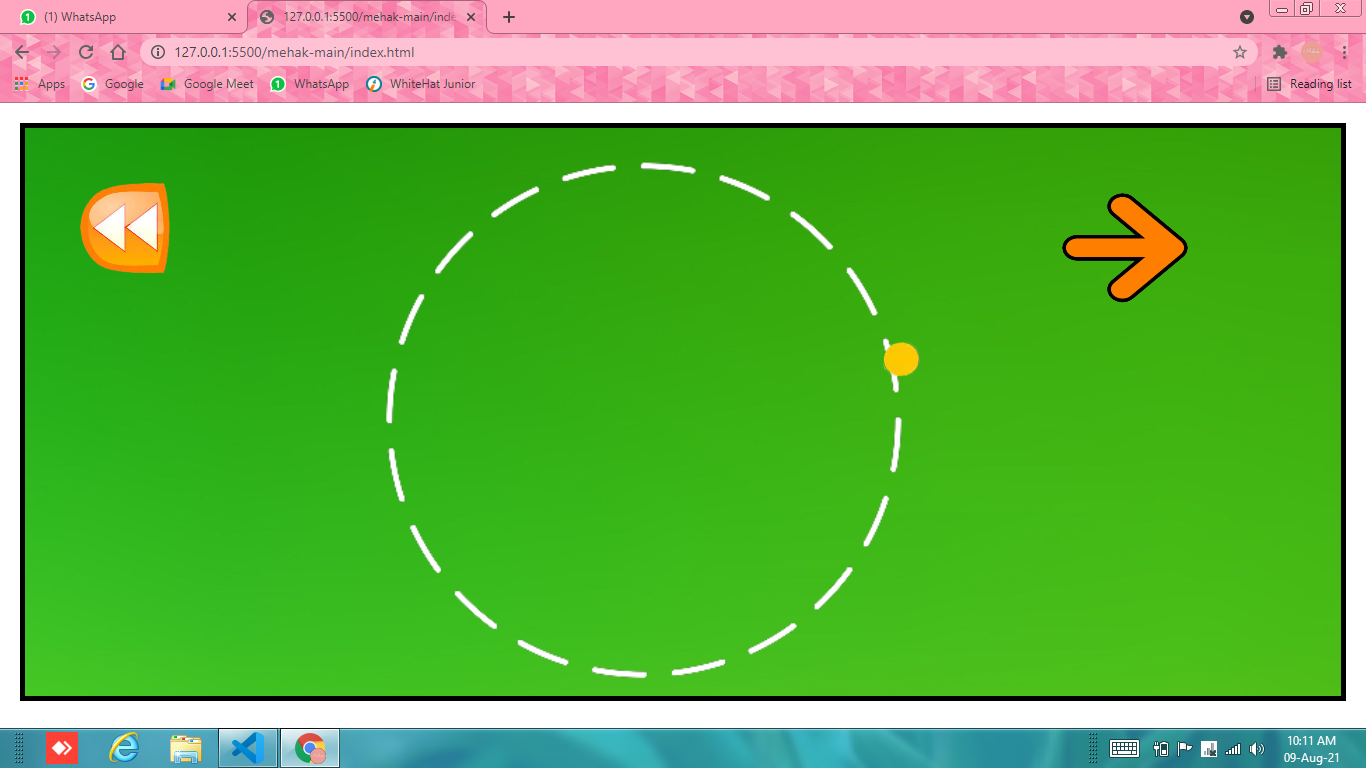 (1) WhatsApp
127.0.0.1:5500/mehak-main/inde
127.0.0.1:5500/mehak-main/index.html
Apps
Google
Google Meet
WhatsApp
WhiteHat Junior
Reading list
10:11 AM
09-Aug-21